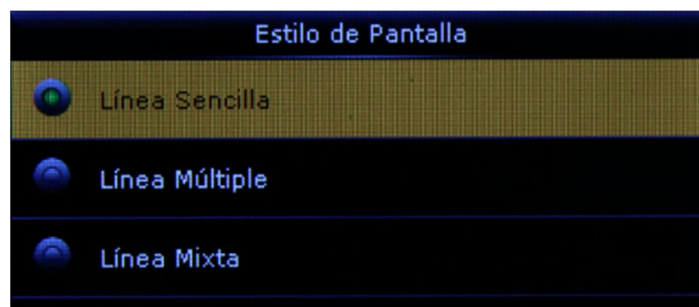 Estilo de Pantalla
Línea Sencilla
Línea Múltiple
Línea Mixta